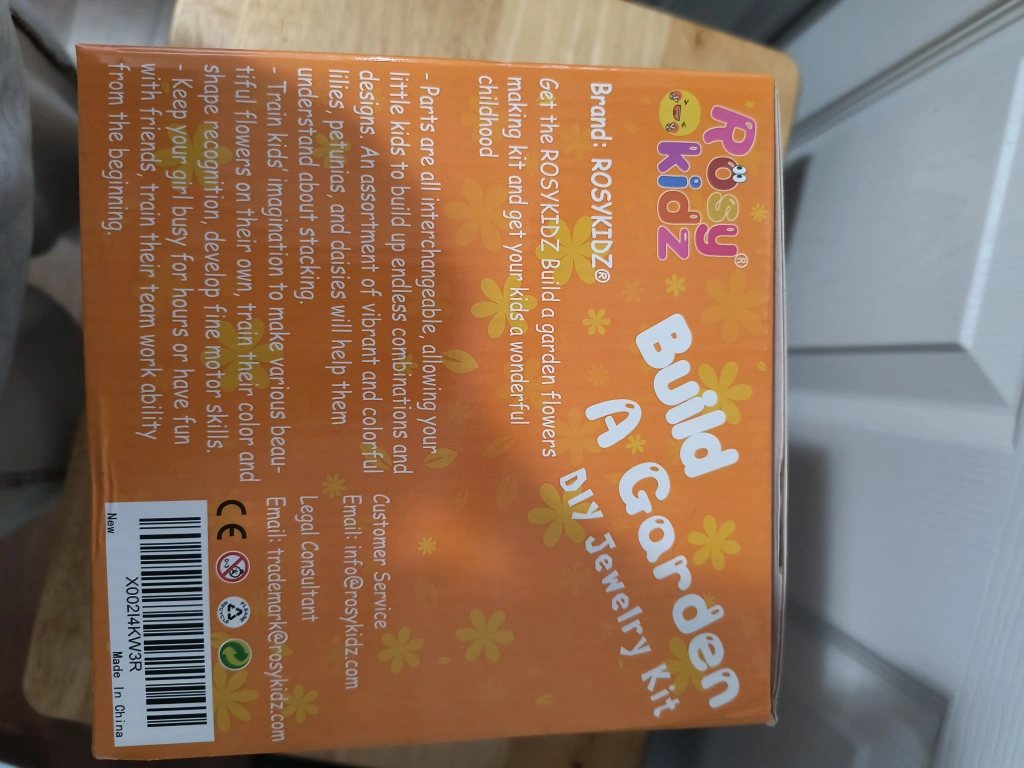 Rosy®
kidz
Build
A Garden
DIY Jewelry Kit
Brand: ROSYKIDZ®
Get the ROSYKIDZ Build a garden flowers
making kit and get your kids a wonderful
childhood
- Parts are all interchangeable, allowing your
little kids to build up endless combinations and
designs. An assortment of vibrant and colorful
lilies, petunias, and daisies will help them
understand about stacking.
- Train kids' imagination to make various beau-
tiful flowers on their own, train their color and
shape recognition, develop fine motor skills.
- Keep your girl busy for hours or have fun
with friends, train their team work ability
from the beginning.
Customer Service
Email: info@rosykidz.com
Legal Consultant
Email: trademark@rosykidz.com
CE
0-3
X0024KW3R
New
Made In China